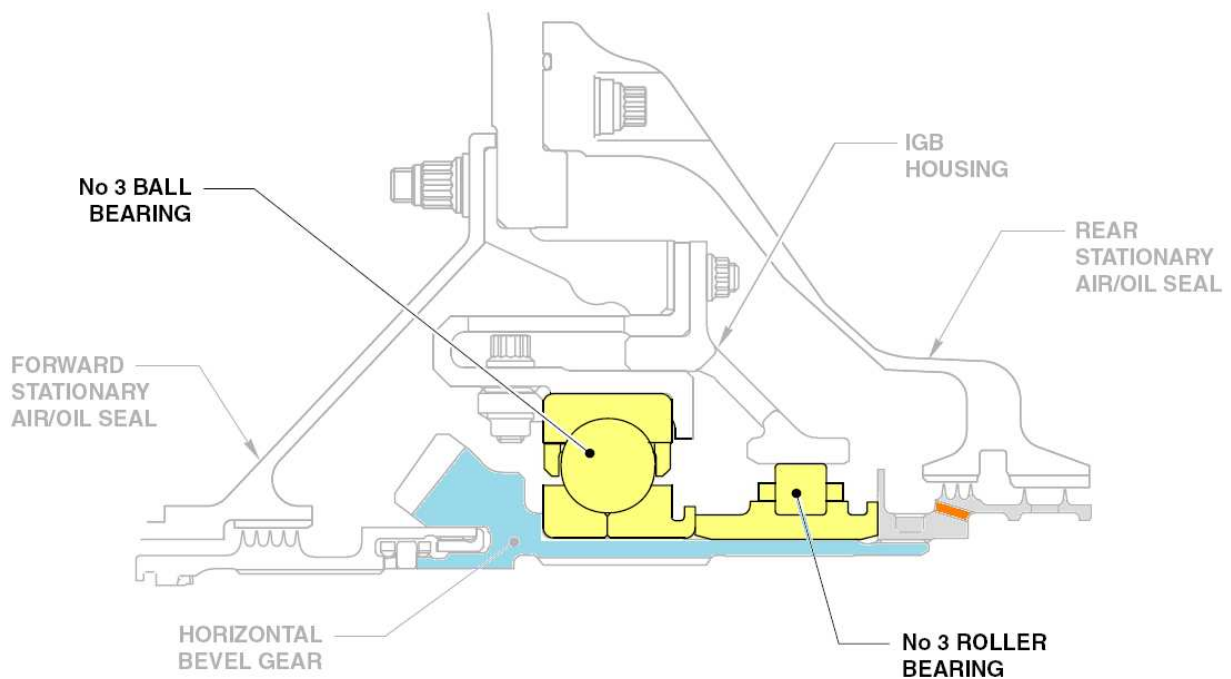 IGB
HOUSING
No 3 BALL
BEARING
REAR
STATIONARY
AIR/OIL SEAL
FORWARD
STATIONARY
AIR/OIL SEAL
HORIZONTAL
BEVEL GEAR
No 3 ROLLER
BEARING